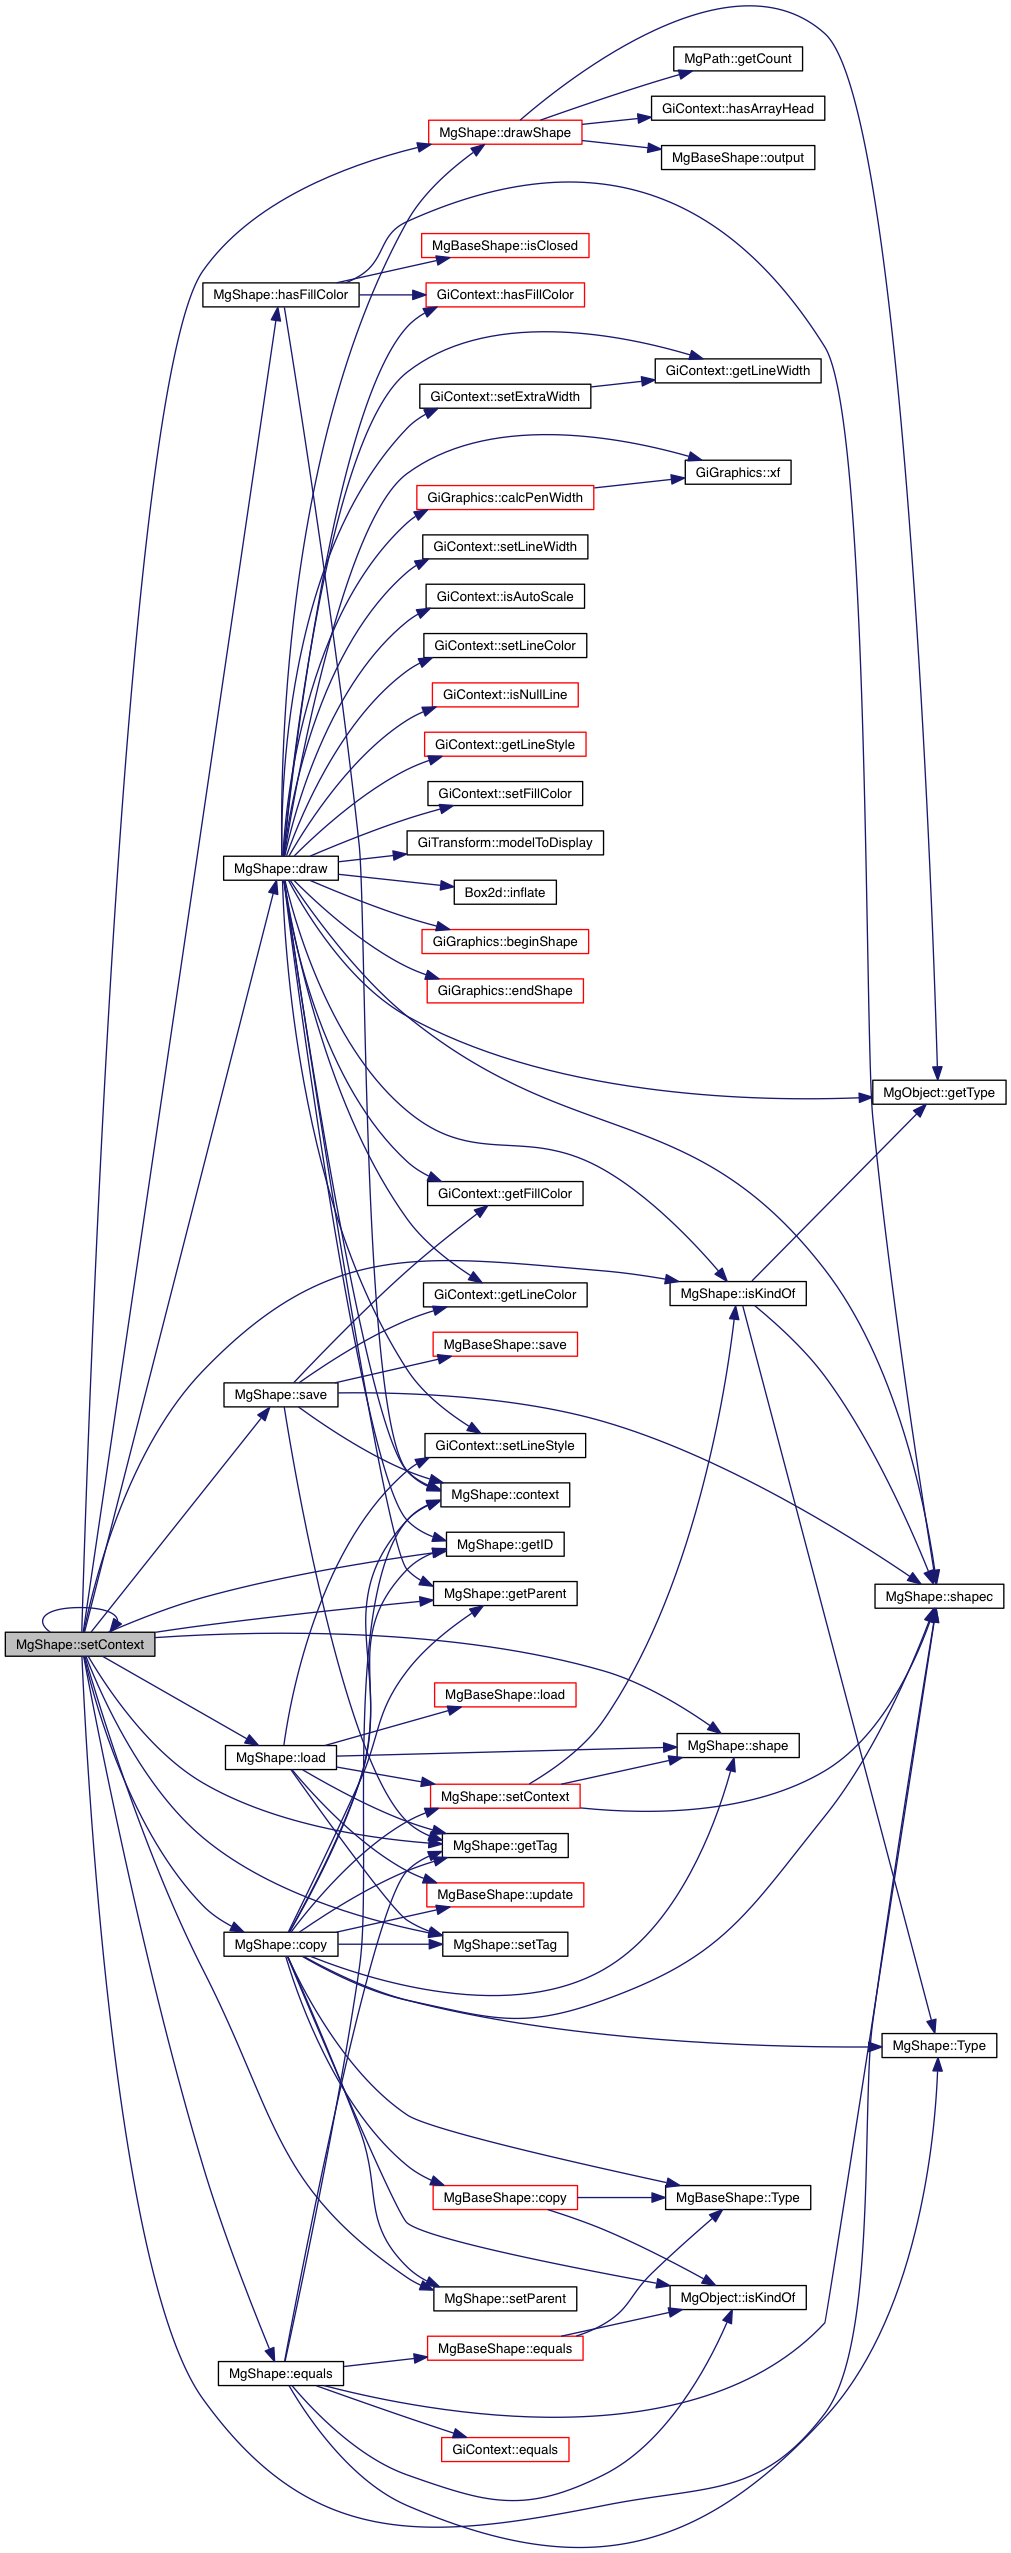 MgPath::getCount
GiContext::hasArrayHead
MgShape::drawShape
MgBaseShape::output
MgBaseShape::isClosed
MgShape::hasFillColor
GiContext::hasFillColor
GiContext::getLineWidth
GiContext::setExtraWidth
GiGraphics::xf
GiGraphics::calcPenWidth
GiContext::setLineWidth
GiContext::isAutoScale
GiContext::setLineColor
GiContext::isNullLine
GiContext::getLineStyle
GiContext::setFillColor
GiTransform::modelToDisplay
MgShape::draw
Box2d::inflate
GiGraphics::beginShape
GiGraphics::endShape
MgObject::getType
GiContext::getFillColor
MgShape::isKindOf
GiContext::getLineColor
MgBaseShape::save
MgShape::save
GiContext::setLineStyle
MgShape::context
MgShape::getID
MgShape::getParent
MgShape::shapec
MgShape::setContext
MgBaseShape::load
MgShape::shape
MgShape::load
MgShape::setContext
MgShape::getTag
MgBaseShape::update
MgShape::copy
MgShape::setTag
MgShape::Type
MgBaseShape::copy
MgBaseShape::Type
MgShape::setParent
MgObject::isKindOf
MgBaseShape::equals
MgShape::equals
GiContext::equals